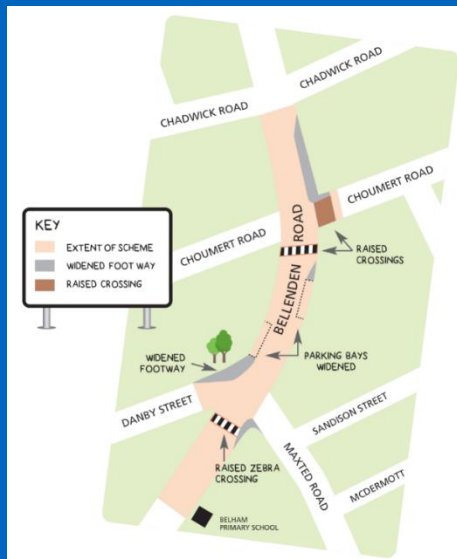 CHADWICK ROAD
CHADWICK ROAD
CHOUMERT ROAD
KEY
EXTENT OF SCHEME
WIDENED FOOT WAY
RAISED CROSSING
CHOUMERT ROAD
BELLENDEN ROAD
RAISED
CROSSINGS
WIDENED
FOOTWAY
PARKING BAYS
WIDENED
DANBY STREET
SANDISON STREET
MAXTED ROAD
MCDERMOTT
RAISED ZEBRA
CROSSING
BELHAM
PRIMARY SCHOOL